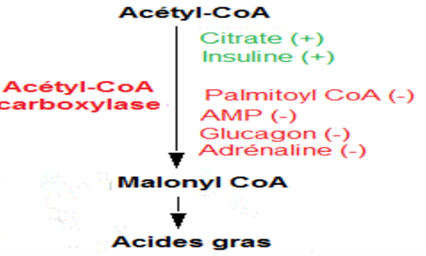 Acétyl-CoA
Citrate (+)
Insuline (+)
Acétyl-CoA
carboxylase
Palmitoyl CoA (-)
AMP (-)
Glucagon (-)
Adrénaline (-)
Malonyl CoA
Acides gras